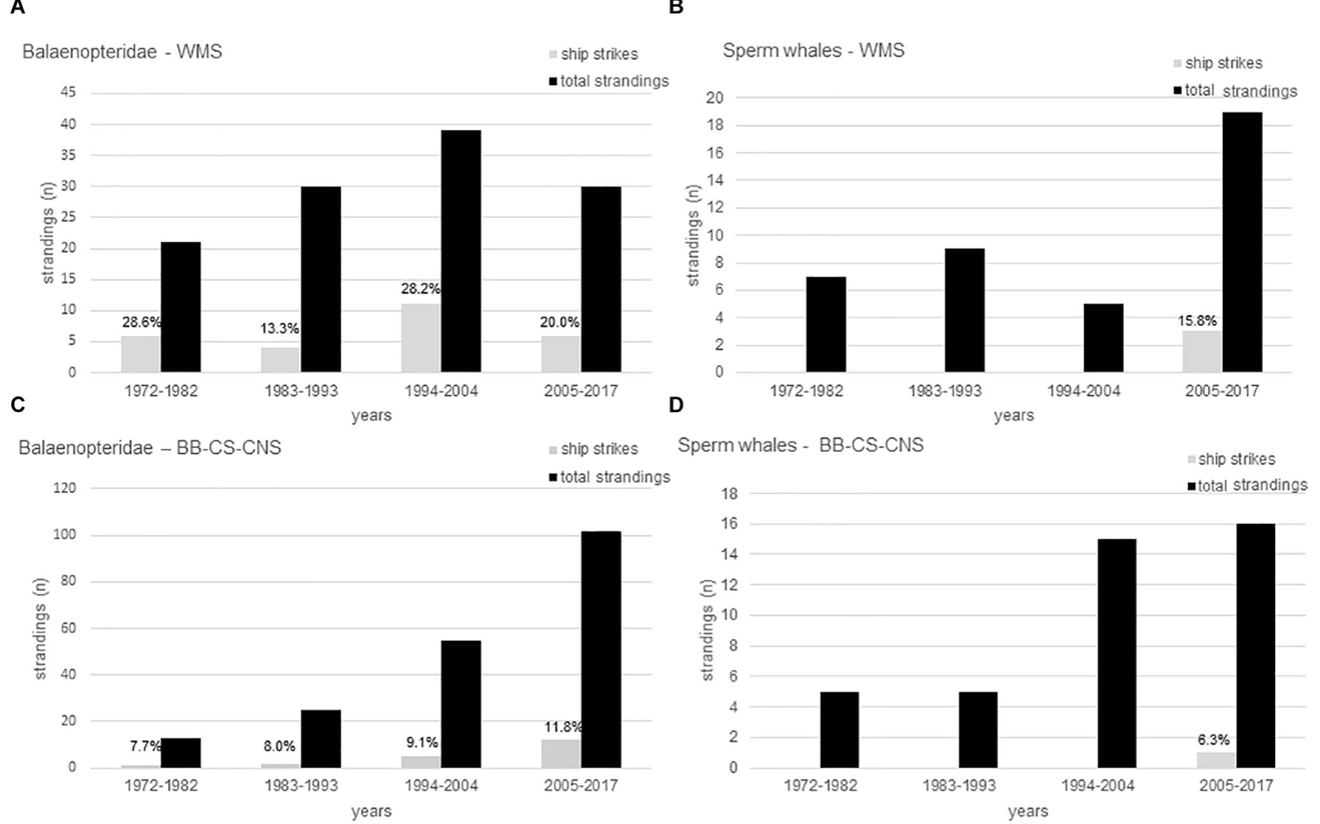 A
Balaenopteridae - WMS
ship strikes
total strandings
45
40
35
30
25
20
15
10
5
0
strandings (n)
28.6%
13.3%
28.2%
20.0%
1972-1982
1983-1993
1994-2004
2005-2017
years
B
Sperm whales - WMS
ship strikes
total strandings
20
18
16
14
12
10
8
6
4
2
0
strandings (n)
15.8%
1972-1982
1983-1993
1994-2004
2005-2017
years
C
Balaenopteridae – BB-CS-CNS
ship strikes
total strandings
120
100
80
60
40
20
0
strandings (n)
7.7%
8.0%
9.1%
11.8%
1972-1982
1983-1993
1994-2004
2005-2017
years
D
Sperm whales - BB-CS-CNS
ship strikes
total strandings
18
16
14
12
10
8
6
4
2
0
strandings (n)
6.3%
1972-1982
1983-1993
1994-2004
2005-2017
years